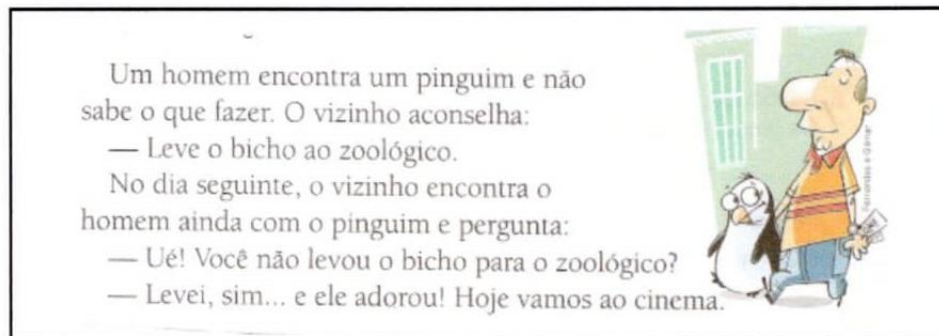 Um homem encontra um pinguim e não
sabe o que fazer. O vizinho aconselha:
— Leve o bicho ao zoológico.
No dia seguinte, o vizinho encontra o
homem ainda com o pinguim e pergunta:
— Ué! Você não levou o bicho para o zoológico?
— Levei, sim... e ele adorou! Hoje vamos ao cinema.